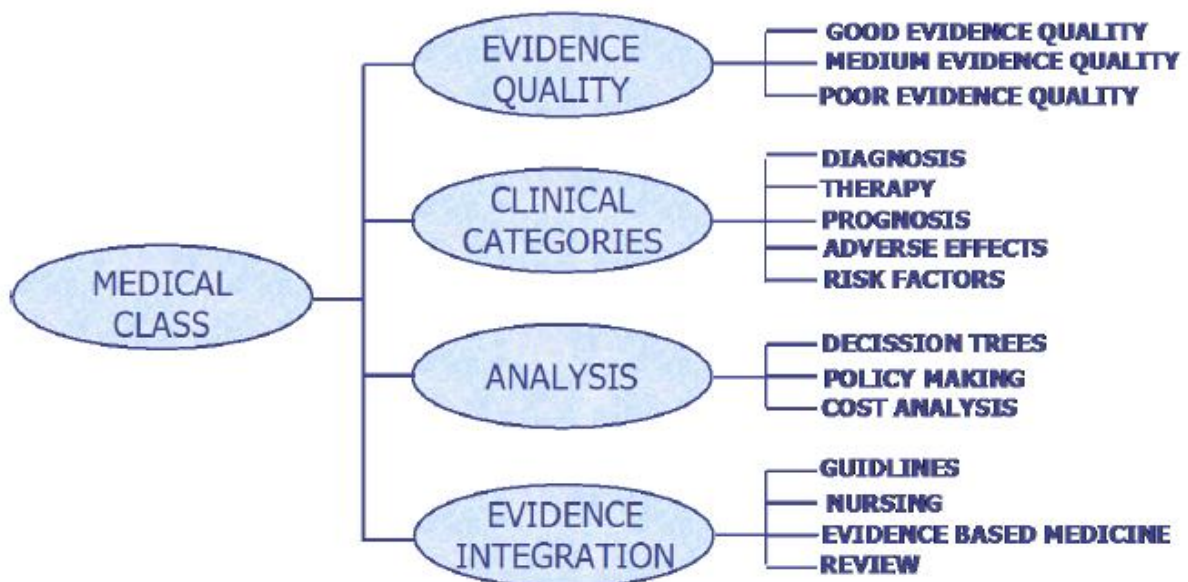 EVIDENCE
QUALITY
GOOD EVIDENCE QUALITY
MEDIUM EVIDENCE QUALITY
POOR EVIDENCE QUALITY
CLINICAL
CATEGORIES
DIAGNOSIS
THERAPY
PROGNOSIS
ADVERSE EFFECTS
RISK FACTORS
MEDICAL
CLASS
ANALYSIS
DECISSION TREES
POLICY MAKING
COST ANALYSIS
EVIDENCE
INTEGRATION
GUIDLINES
NURSING
EVIDENCE BASED MEDICINE
REVIEW